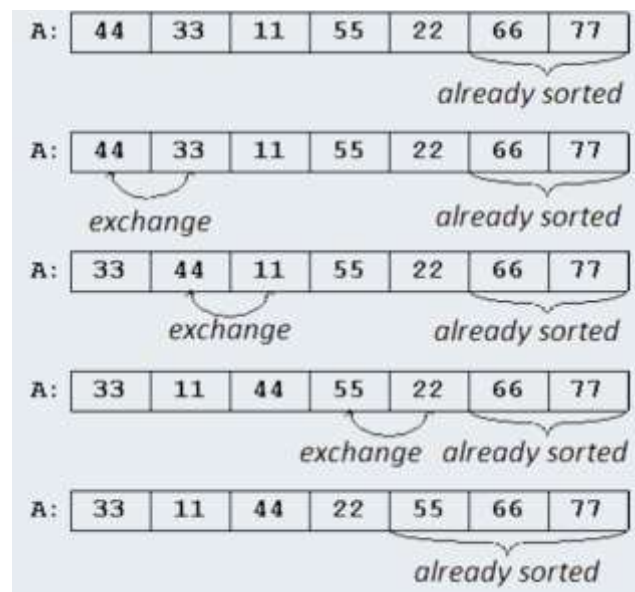 A: 44 33 11 55 22 66 77
already sorted
A: 44 33 11 55 22 66 77
exchange already sorted
A: 33 44 11 55 22 66 77
exchange already sorted
A: 33 11 44 55 22 66 77
exchange already sorted
A: 33 11 44 22 55 66 77
already sorted